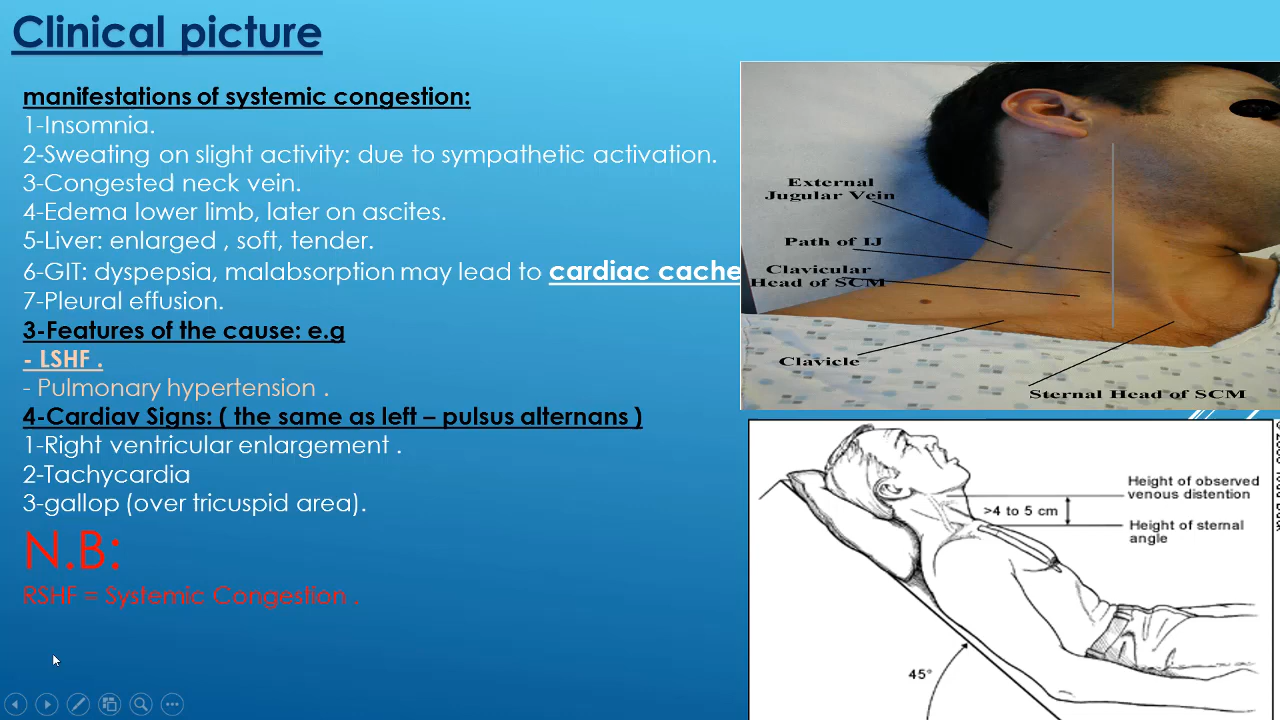 Clinical picture
manifestations of systemic congestion:
1-Insomnia.
2-Sweating on slight activity: due to sympathetic activation.
3-Congested neck vein.
4-Edema lower limb, later on ascites.
5-Liver: enlarged , soft, tender.
6-GIT: dyspepsia, malabsorption may lead to cardiac cache
7-Pleural effusion.
3-Features of the cause: e.g
- LSHF .
- Pulmonary hypertension .
4-Cardiav Signs: ( the same as left – pulsus alternans )
1-Right ventricular enlargement .
2-Tachycardia
3-gallop (over tricuspid area).
N.B:
RSHF = Systemic Congestion .
External
Jugular Vein
Path of IJ
Clavicular
Head of SCM
Clavicle
Sternal Head of SCM
Height of observed
venous distention
>4 to 5 cm
Height of sternal
angle
45°